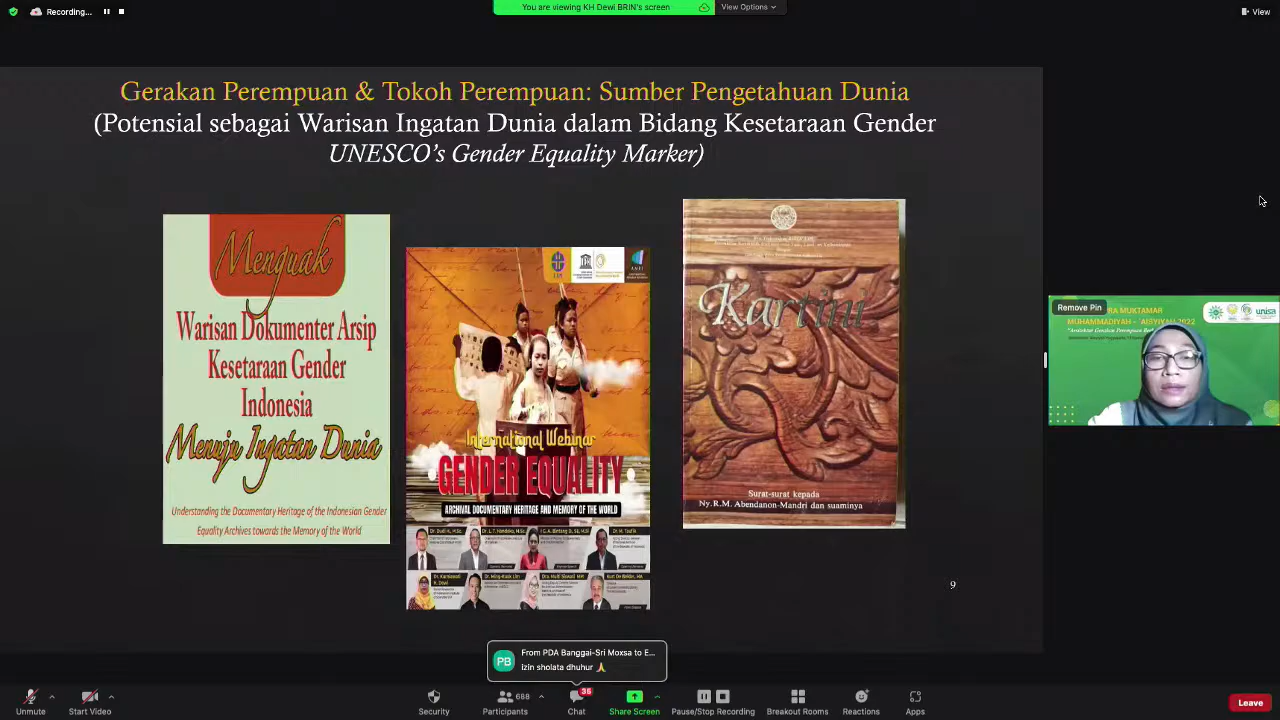 Recording...
You are viewing KH Dewi BRIN's screen
View Options
View
Gerakan Perempuan & Tokoh Perempuan: Sumber Pengetahuan Dunia
(Potensial sebagai Warisan Ingatan Dunia dalam Bidang Kesetaraan Gender
UNESCO's Gender Equality Marker)
Menguak
Warisan Dokumenter Arsip
Kesetaraan Gender
Indonesia
Menuju Ingatan Dunia
Understanding the Documentary Heritage of the Indonesian Gender
Equality Archives towards the Memory of the World
International Webinar
GENDER EQUALITY
ARCHIVAL DOCUMENTARY HERITAGE AND MEMORY OF THE WORLD
Kartini
Surat-surat kepada
Ny. R.M. Abendanon-Mandri dan suaminya
9
Remove Pin
MUKTAMAR
MUHAMMADIYAH - 'AISYIYAH 2022
unisa
PB
From PDA Banggai-Sri Moxsa to E...
izin sholata dhuhur 🙏
Unmute
Start Video
Security
688
Participants
36
Chat
Share Screen
Pause/Stop Recording
Breakout Rooms
Reactions
Apps
Leave